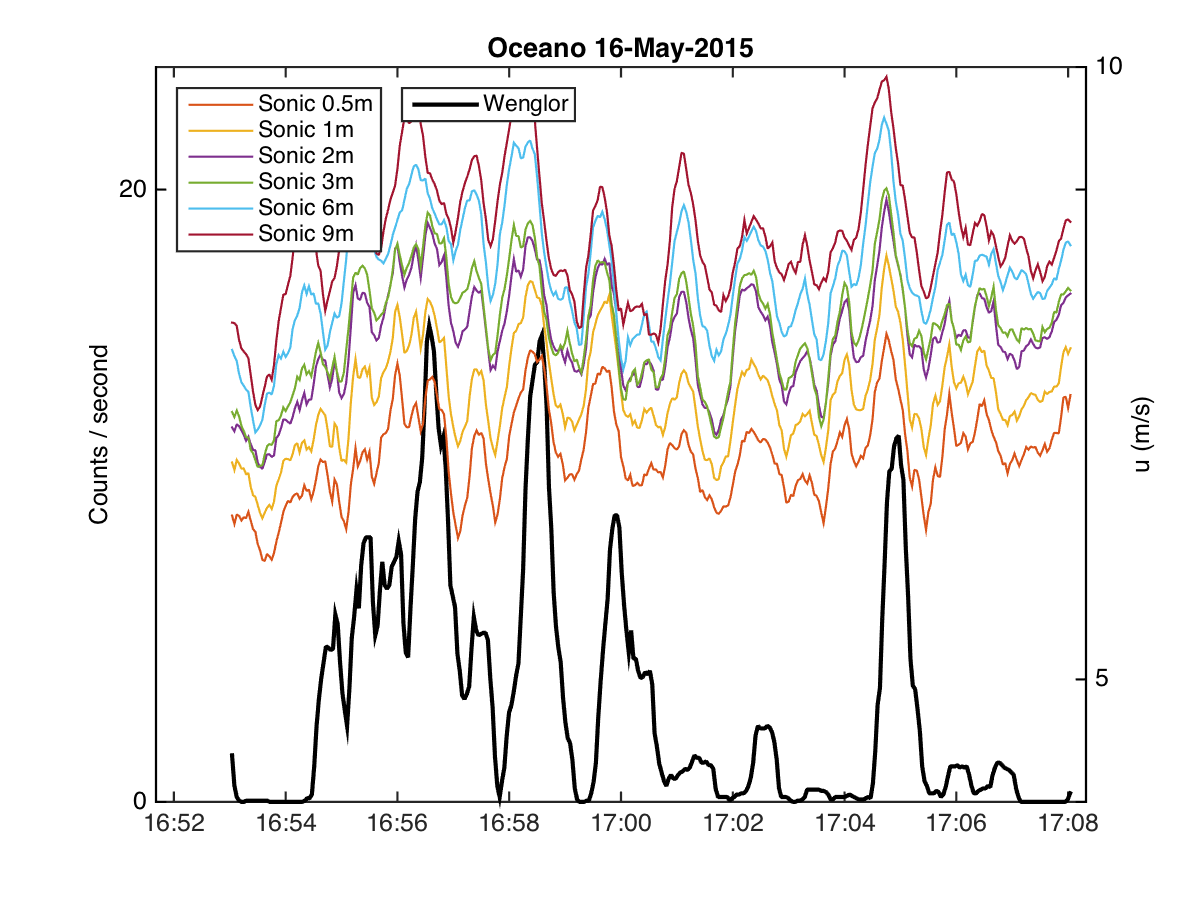 Oceano 16-May-2015
10
Sonic 0.5m
Sonic 1m
Sonic 2m
Sonic 3m
Sonic 6m
Sonic 9m
Wenglor
20
Counts / second
u (m/s)
5
0
16:52 16:54 16:56 16:58 17:00 17:02 17:04 17:06 17:08